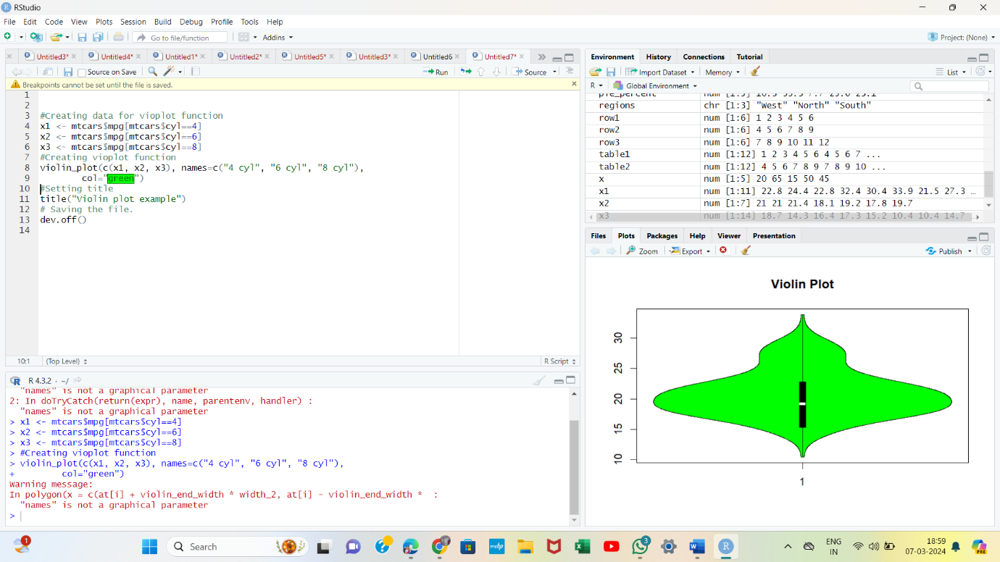 RStudio
File Edit Code View Plots Session Build Debug Profile Tools Help
Go to file/function Addins Project: (None)
Untitled3* Untitled4* Untitled1* Untitled2* Untitled5* Untitled3* Untitled6 Untitled7*
Source on Save Run Source
Breakpoints cannot be set until the file is saved.
1
2
3 #Creating data for vioplot function
4 x1 <- mtcars$mpg[mtcars$cyl==4]
5 x2 <- mtcars$mpg[mtcars$cyl==6]
6 x3 <- mtcars$mpg[mtcars$cyl==8]
7 #Creating vioplot function
8 violin_plot(c(x1, x2, x3), names=c("4 cyl", "6 cyl", "8 cyl"),
9 col="green")
10 #Setting title
11 title("Violin plot example")
12 # Saving the file.
13 dev.off()
14
10:1 (Top Level) R Script
R 4.3.2 · ~/
"names" is not a graphical parameter
2: In doTryCatch(return(expr), name, parentenv, handler) :
"names" is not a graphical parameter
> x1 <- mtcars$mpg[mtcars$cyl==4]
> x2 <- mtcars$mpg[mtcars$cyl==6]
> x3 <- mtcars$mpg[mtcars$cyl==8]
> #Creating vioplot function
> violin_plot(c(x1, x2, x3), names=c("4 cyl", "6 cyl", "8 cyl"),
+ col="green")
Warning message:
In polygon(x = c(at[i] + violin_end_width * width_2, at[i] - violin_end_width * :
"names" is not a graphical parameter
>
Environment History Connections Tutorial
Import Dataset Memory List
R Global Environment
pie_percent num [1:5] 10.3 33.3 7.7 25.6 23.1
regions chr [1:3] "West" "North" "South"
row1 num [1:6] 1 2 3 4 5 6
row2 num [1:6] 4 5 6 7 8 9
row3 num [1:6] 7 8 9 10 11 12
table1 num [1:12] 1 2 3 4 5 6 4 5 6 7 ...
table2 num [1:12] 4 5 6 7 8 9 7 8 9 10 ...
x num [1:5] 20 65 15 50 45
x1 num [1:11] 22.8 24.4 22.8 32.4 30.4 33.9 21.5 27.3 ...
x2 num [1:7] 21 21 21.4 18.1 19.2 17.8 19.7
x3 num [1:14] 18.7 14.3 16.4 17.3 15.2 10.4 10.4 14.7
Files Plots Packages Help Viewer Presentation
Zoom Export Publish
Violin Plot
30
25
20
15
10
1
1
Search
3
ENG
IN
18:59
07-03-2024
PRE